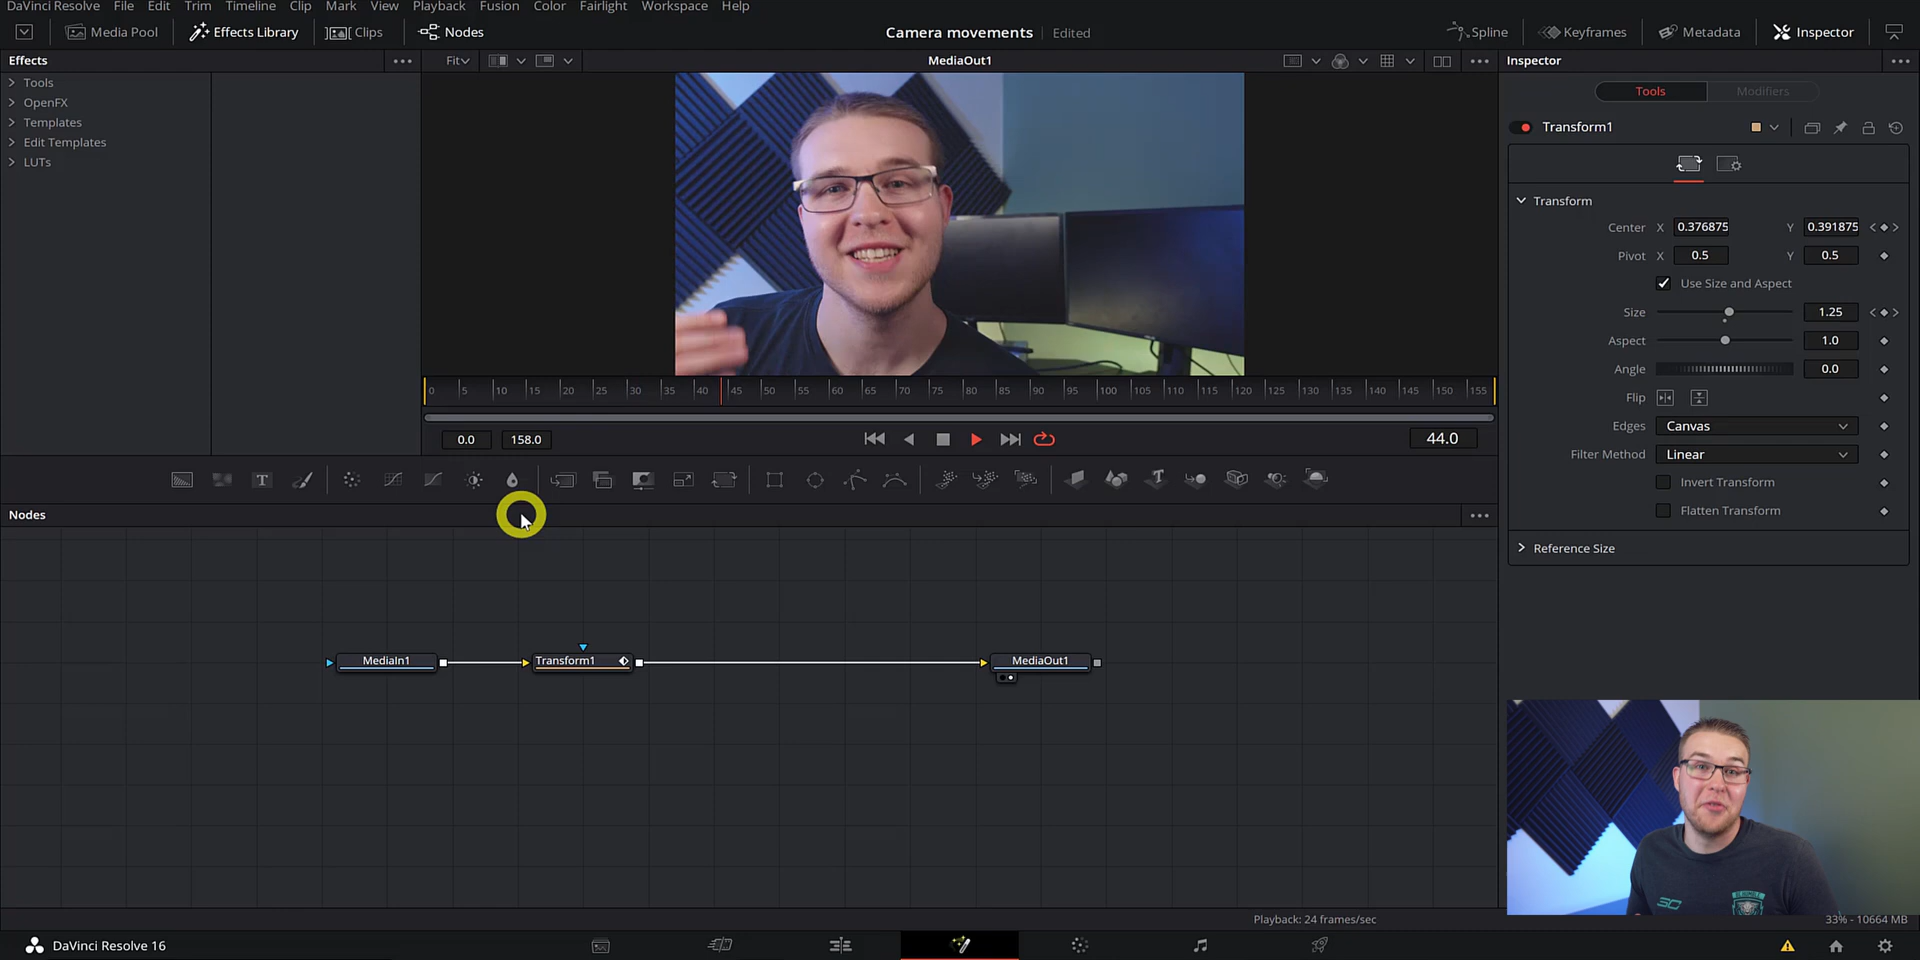 DaVinci Resolve File Edit Trim Timeline Clip Mark View Playback Fusion Color Fairlight Workspace Help
Media Pool Effects Library Clips Nodes Camera movements Edited Spline Keyframes Metadata Inspector
Effects Fit MediaOut1 Inspector
Tools
OpenFX
Templates
Edit Templates
LUTs
Tools Modifiers
Transform1
Transform
Center X 0.376875 Y 0.391875
Pivot X 0.5 Y 0.5
Use Size and Aspect
Size 1.25
Aspect 1.0
Angle 0.0
Flip
Edges Canvas
Filter Method Linear
Invert Transform
Flatten Transform
Reference Size
0 5 10 15 20 25 30 35 40 45 50 55 60 65 70 75 80 85 90 95 100 105 110 115 120 125 130 135 140 145 150 155
0.0 158.0 44.0
T T
Nodes
MediaIn1 Transform1 MediaOut1
Playback: 24 frames/sec 33% - 10664 MB
DaVinci Resolve 16